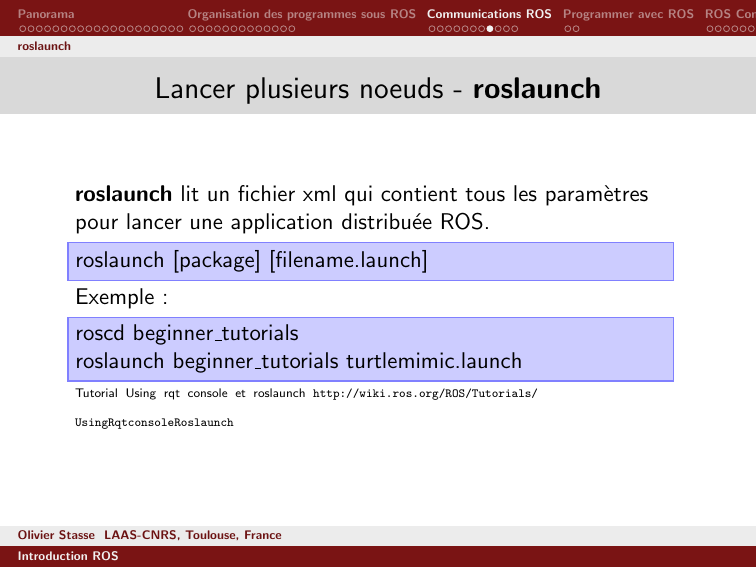 Panorama Organisation des programmes sous ROS Communications ROS Programmer avec ROS ROS Con
roslaunch
Lancer plusieurs noeuds - roslaunch
roslaunch lit un fichier xml qui contient tous les paramètres
pour lancer une application distribuée ROS.
roslaunch [package] [filename.launch]
Exemple :
roscd beginner_tutorials
roslaunch beginner_tutorials turtlemimic.launch
Tutorial Using rqt console et roslaunch http://wiki.ros.org/ROS/Tutorials/
UsingRqtconsoleRoslaunch
Olivier Stasse LAAS-CNRS, Toulouse, France
Introduction ROS